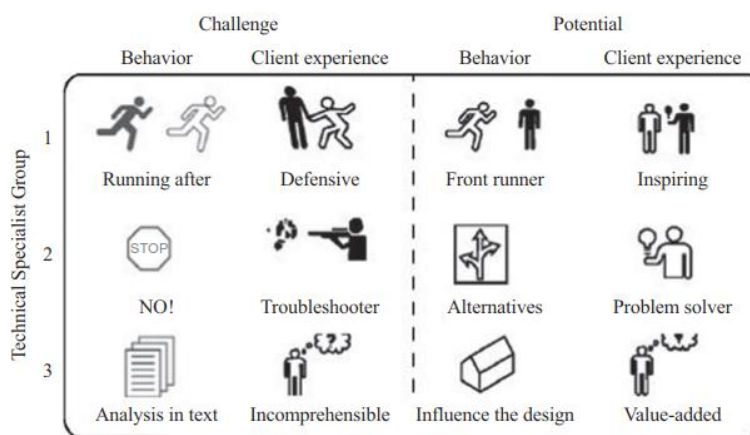 Challenge Potential
Behavior Client experience Behavior Client experience
Technical Specialist Group
1
Running after Defensive Front runner Inspiring
2
STOP
NO! Troubleshooter Alternatives Problem solver
3
?
Analysis in text Incomprehensible Influence the design Value-added